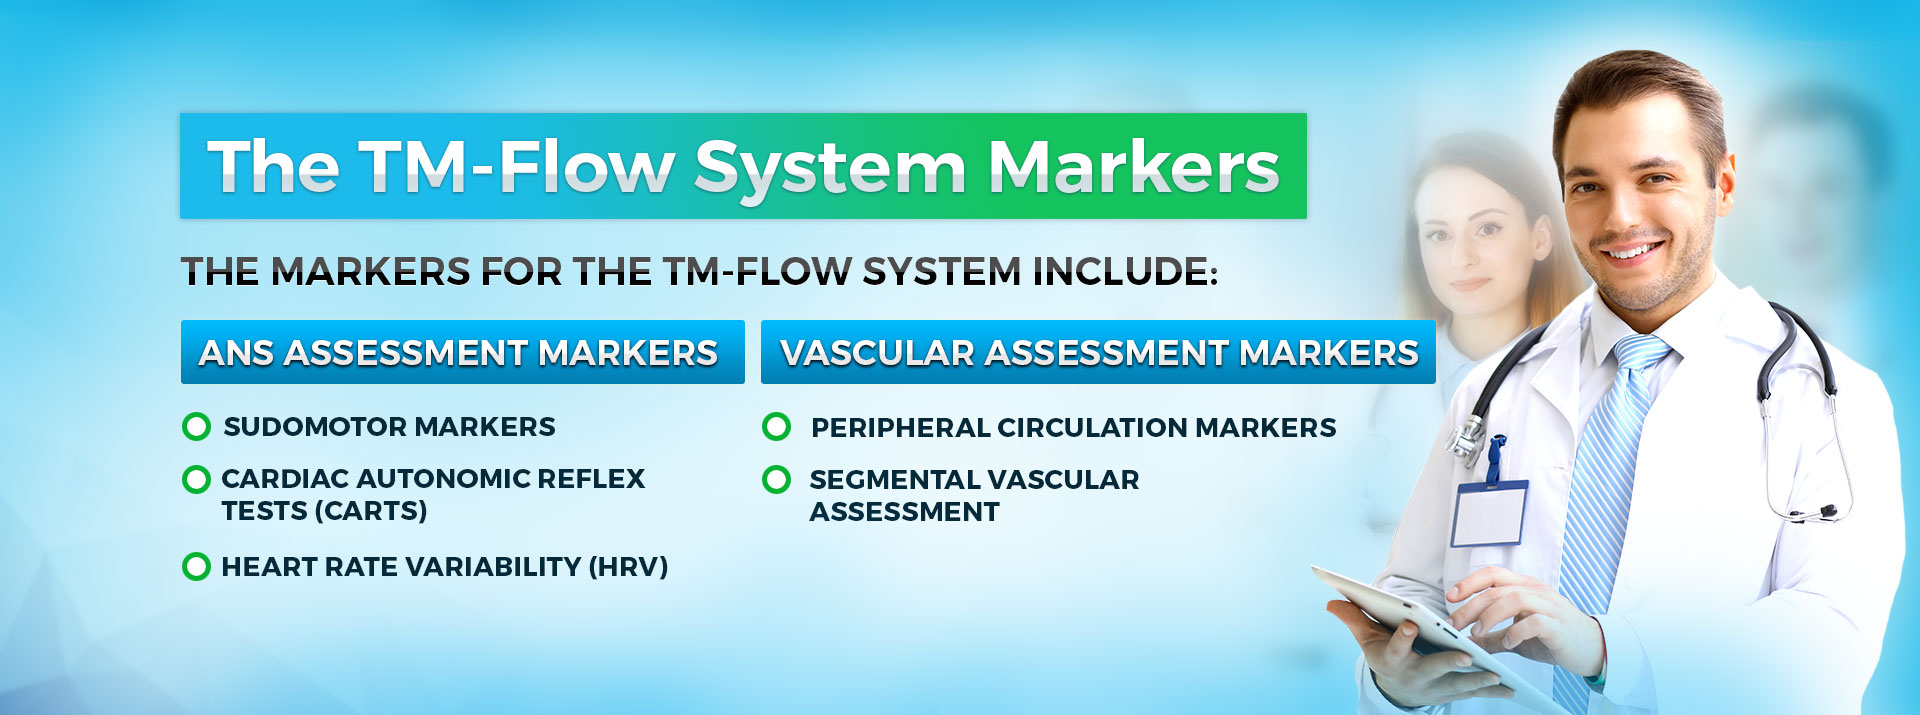 The TM-Flow System Markers
THE MARKERS FOR THE TM-FLOW SYSTEM INCLUDE:
ANS ASSESSMENT MARKERS
SUDOMOTOR MARKERS
CARDIAC AUTONOMIC REFLEX
TESTS (CARTS)
HEART RATE VARIABILITY (HRV)
VASCULAR ASSESSMENT MARKERS
PERIPHERAL CIRCULATION MARKERS
SEGMENTAL VASCULAR
ASSESSMENT